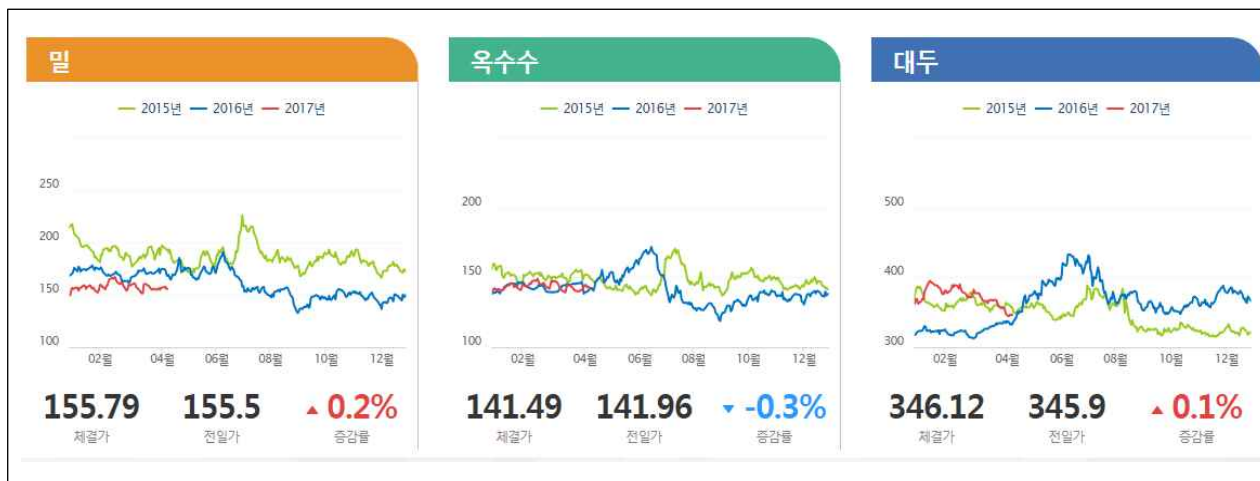 밀
2015년 2016년 2017년
250
200
150
100
02월 04월 06월 08월 10월 12월
155.79 155.5 ▲ 0.2%
체결가 전일가 증감률
옥수수
2015년 2016년 2017년
200
150
100
02월 04월 06월 08월 10월 12월
141.49 141.96 ▼ -0.3%
체결가 전일가 증감률
대두
2015년 2016년 2017년
500
400
300
02월 04월 06월 08월 10월 12월
346.12 345.9 ▲ 0.1%
체결가 전일가 증감률